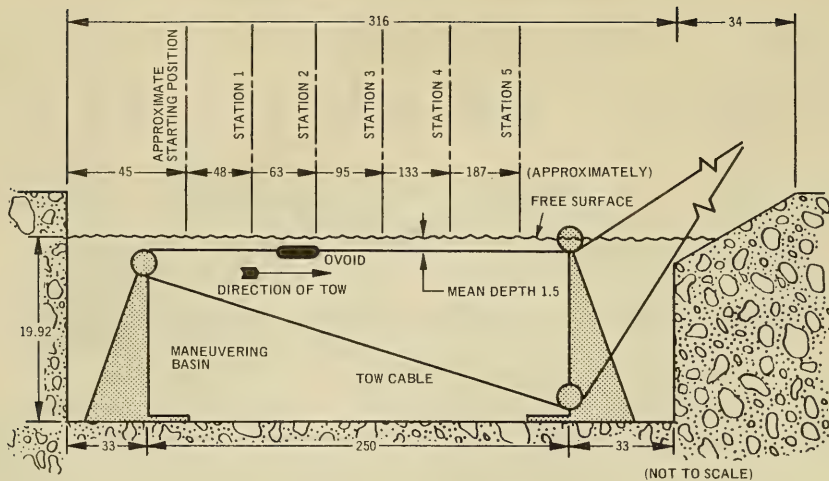 316
34
APPROXIMATE
STARTING POSITION
STATION 1
STATION 2
STATION 3
STATION 4
STATION 5
45
48
63
95
133
187
(APPROXIMATELY)
FREE SURFACE
OVOID
DIRECTION OF TOW
MEAN DEPTH 1.5
19.92
MANEUVERING
BASIN
TOW CABLE
33
250
33
(NOT TO SCALE)